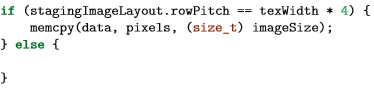 if (stagingImageLayout.rowPitch == texWidth * 4) {
    memcpy(data, pixels, (size_t) imageSize);
} else {
}